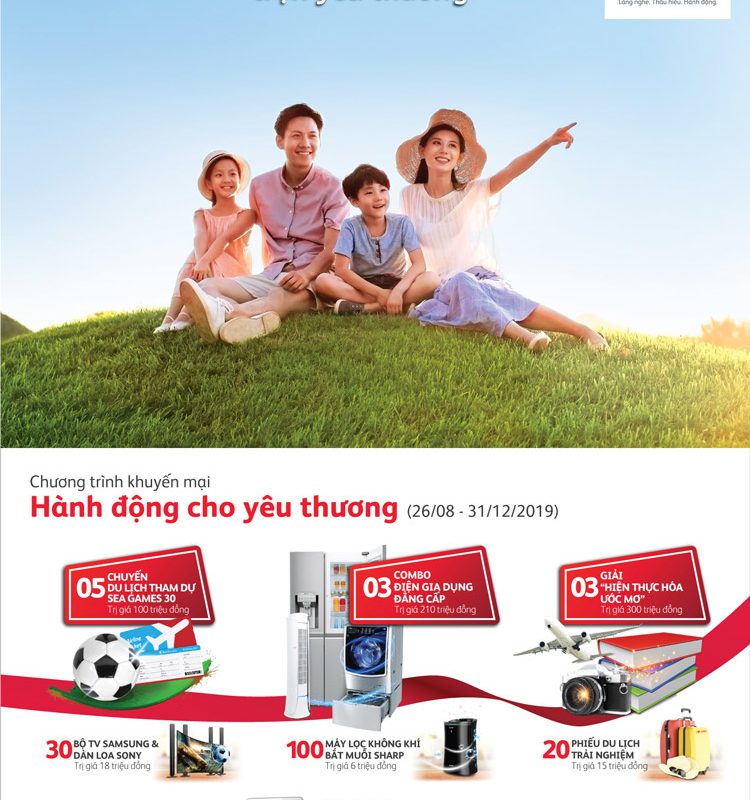 Lắng nghe. Thấu hiểu. Hành động.
Chương trình khuyến mại
Hành động cho yêu thương (26/08 - 31/12/2019)
05 CHUYẾN
DU LỊCH THAM DỰ
SEA GAMES 30
Trị giá 100 triệu đồng
03 COMBO
ĐIỆN GIA DỤNG
ĐẲNG CẤP
Trị giá 210 triệu đồng
03 GIẢI
“HIỆN THỰC HÓA
ƯỚC MƠ”
Trị giá 300 triệu đồng
30 BỘ TV SAMSUNG &
DÀN LOA SONY
Trị giá 18 triệu đồng
100 MÁY LỌC KHÔNG KHÍ
BẮT MUỖI SHARP
Trị giá 6 triệu đồng
20 PHIẾU DU LỊCH
TRẢI NGHIỆM
Trị giá 15 triệu đồng